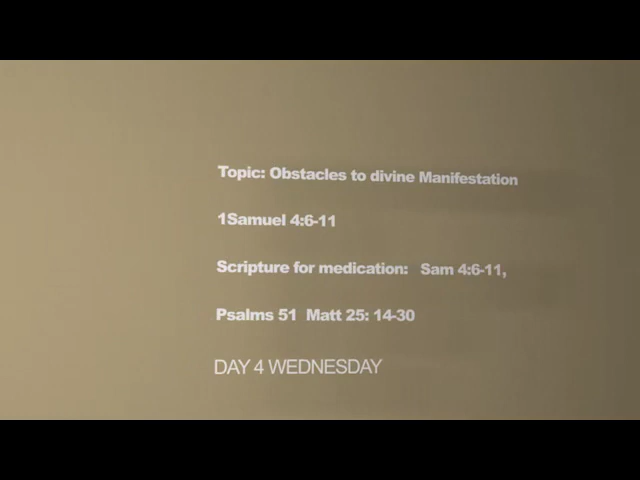 Topic: Obstacles to divine Manifestation
1Samuel 4:6-11
Scripture for medication: Sam 4:6-11,
Psalms 51 Matt 25: 14-30
DAY 4 WEDNESDAY